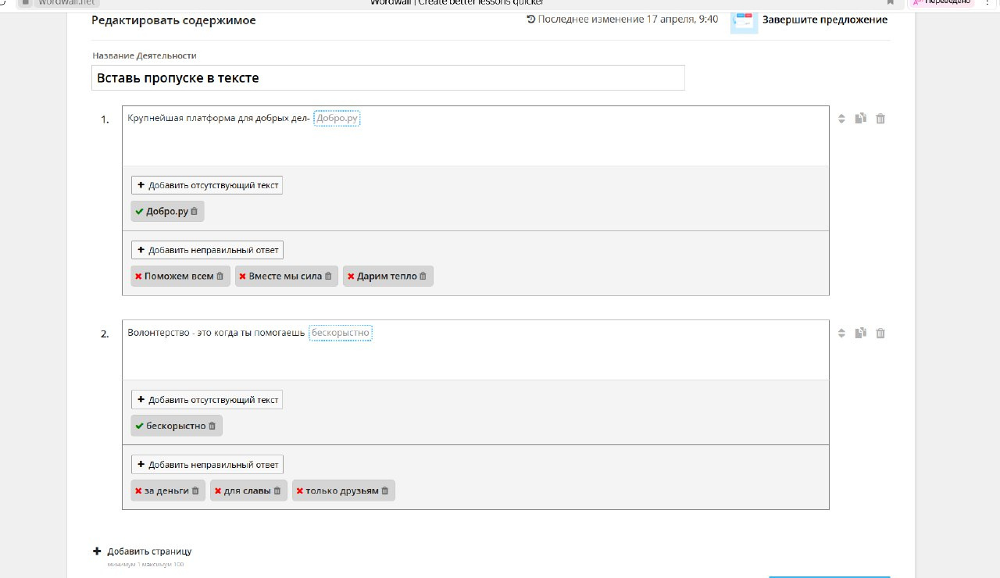 wordwall.net
Wordwall | Create better lessons quicker
Переведено
Редактировать содержимое
Последнее изменение 17 апреля, 9:40
Завершите предложение
Название Деятельности
Вставь пропуске в тексте
1.
Крупнейшая платформа для добрых дел- Добро.ру
+ Добавить отсутствующий текст
Добро.ру
+ Добавить неправильный ответ
Поможем всем Вместе мы сила Дарим тепло
2.
Волонтерство - это когда ты помогаешь бескорыстно
+ Добавить отсутствующий текст
бескорыстно
+ Добавить неправильный ответ
за деньги для славы только друзьям
+ Добавить страницу
минимум 1 максимум 100